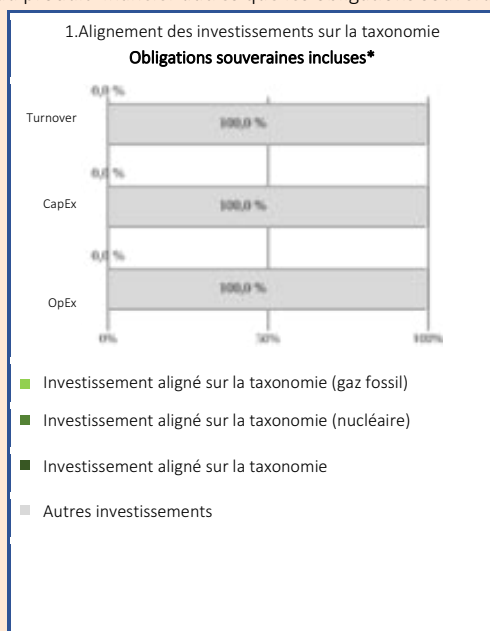 1.Alignement des investissements sur la taxonomie
Obligations souveraines incluses*
0,0 %
Turnover
100,0 %
0,0 %
CapEx
100,0 %
0,0 %
OpEx
100,0 %
0%
50%
100%
Investissement aligné sur la taxonomie (gaz fossil)
Investissement aligné sur la taxonomie (nucléaire)
Investissement aligné sur la taxonomie
Autres investissements